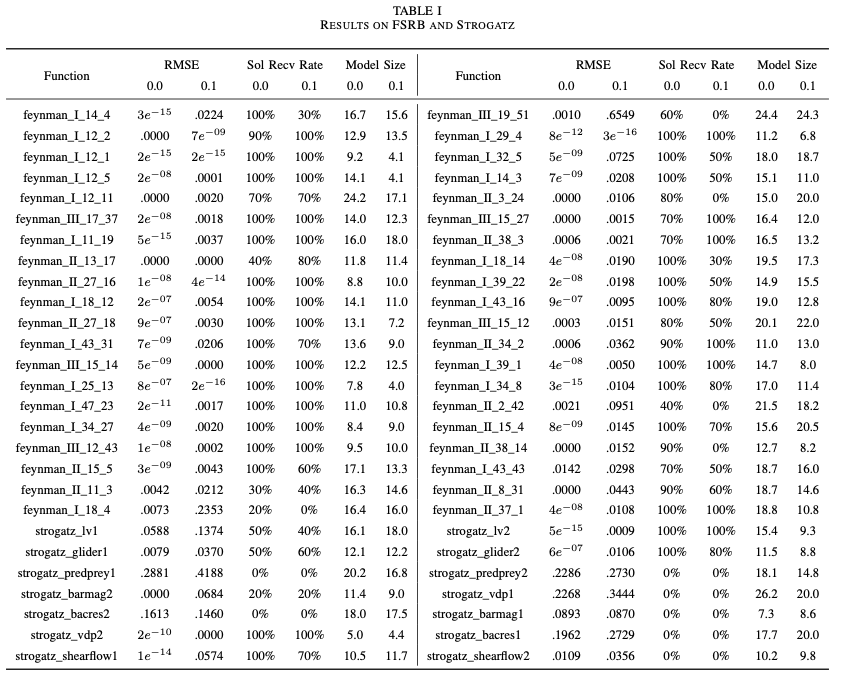 TABLE I
RESULTS ON FSRB AND STROGATZ
Function RMSE Sol Recv Rate Model Size Function RMSE Sol Recv Rate Model Size
0.0 0.1 0.0 0.1 0.0 0.1 0.0 0.1 0.0 0.1 0.0 0.1
feynman_I_14_4 3e−15 .0224 100% 30% 16.7 15.6 feynman_III_19_51 .0010 .6549 60% 0% 24.4 24.3
feynman_I_12_2 .0000 7e−09 90% 100% 12.9 13.5 feynman_I_29_4 8e−12 3e−16 100% 100% 11.2 6.8
feynman_I_12_1 2e−15 2e−15 100% 100% 9.2 4.1 feynman_I_32_5 5e−09 .0725 100% 50% 18.0 18.7
feynman_I_12_5 2e−08 .0001 100% 100% 14.1 4.1 feynman_I_14_3 7e−09 .0208 100% 50% 15.1 11.0
feynman_I_12_11 .0000 .0020 70% 70% 24.2 17.1 feynman_II_3_24 .0000 .0106 80% 0% 15.0 20.0
feynman_III_17_37 2e−08 .0018 100% 100% 14.0 12.3 feynman_III_15_27 .0000 .0015 70% 100% 16.4 12.0
feynman_I_11_19 5e−15 .0037 100% 100% 16.0 18.0 feynman_II_38_3 .0006 .0021 70% 100% 16.5 13.2
feynman_II_13_17 .0000 .0000 40% 80% 11.8 11.4 feynman_I_18_14 4e−08 .0190 100% 30% 19.5 17.3
feynman_II_27_16 1e−08 4e−14 100% 100% 8.8 10.0 feynman_I_39_22 2e−08 .0198 100% 50% 14.9 15.5
feynman_I_18_12 2e−07 .0054 100% 100% 14.1 11.0 feynman_I_43_16 9e−07 .0095 100% 80% 19.0 12.8
feynman_II_27_18 9e−07 .0030 100% 100% 13.1 7.2 feynman_III_15_12 .0003 .0151 80% 50% 20.1 22.0
feynman_I_43_31 7e−09 .0206 100% 70% 13.6 9.0 feynman_II_34_2 .0006 .0362 90% 100% 11.0 13.0
feynman_III_15_14 5e−09 .0000 100% 100% 12.2 12.5 feynman_I_39_1 4e−08 .0050 100% 100% 14.7 8.0
feynman_I_25_13 8e−07 2e−16 100% 100% 7.8 4.0 feynman_I_34_8 3e−15 .0104 100% 80% 17.0 11.4
feynman_I_47_23 2e−11 .0017 100% 100% 11.0 10.8 feynman_II_2_42 .0021 .0951 40% 0% 21.5 18.2
feynman_I_34_27 4e−09 .0020 100% 100% 8.4 9.0 feynman_II_15_4 8e−09 .0145 100% 70% 15.6 20.5
feynman_III_12_43 1e−08 .0002 100% 100% 9.5 10.0 feynman_II_38_14 .0000 .0152 90% 0% 12.7 8.2
feynman_II_15_5 3e−09 .0043 100% 60% 17.1 13.3 feynman_I_43_43 .0142 .0298 70% 50% 18.7 16.0
feynman_II_11_3 .0042 .0212 30% 40% 16.3 14.6 feynman_II_8_31 .0000 .0443 90% 60% 18.7 14.6
feynman_I_18_4 .0073 .2353 20% 0% 16.4 16.0 feynman_II_37_1 4e−08 .0108 100% 100% 18.8 10.8
strogatz_lv1 .0588 .1374 50% 40% 16.1 18.0 strogatz_lv2 5e−15 .0009 100% 100% 15.4 9.3
strogatz_glider1 .0079 .0370 50% 60% 12.1 12.2 strogatz_glider2 6e−07 .0106 100% 80% 11.5 8.8
strogatz_predprey1 .2881 .4188 0% 0% 20.2 16.8 strogatz_predprey2 .2286 .2730 0% 0% 18.1 14.8
strogatz_barmag2 .0000 .0684 20% 20% 11.4 9.0 strogatz_vdp1 .2268 .3444 0% 0% 26.2 20.0
strogatz_bacres2 .1613 .1460 0% 0% 18.0 17.5 strogatz_barmag1 .0893 .0870 0% 0% 7.3 8.6
strogatz_vdp2 2e−10 .0000 100% 100% 5.0 4.4 strogatz_bacres1 .1962 .2729 0% 0% 17.7 20.0
strogatz_shearflow1 1e−14 .0574 100% 70% 10.5 11.7 strogatz_shearflow2 .0109 .0356 0% 0% 10.2 9.8